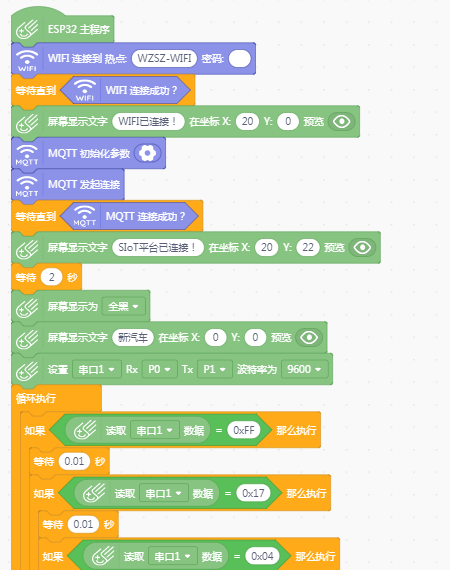 ESP32 主程序
WIFI WIFI 连接到 热点: WZSZ-WIFI 密码:
等待直到 WIFI WIFI 连接成功？
屏幕显示文字 WIFI已连接！ 在坐标 X: 20 Y: 0 预览
MQTT MQTT 初始化参数
MQTT MQTT 发起连接
等待直到 MQTT MQTT 连接成功？
屏幕显示文字 SIoT平台已连接！ 在坐标 X: 20 Y: 22 预览
等待 2 秒
屏幕显示为 全黑
屏幕显示文字 新汽车 在坐标 X: 0 Y: 0 预览
设置 串口1 Rx P0 Tx P1 波特率为 9600
循环执行
如果 读取 串口1 数据 = 0xFF 那么执行
等待 0.01 秒
如果 读取 串口1 数据 = 0x17 那么执行
等待 0.01 秒
如果 读取 串口1 数据 = 0x04 那么执行